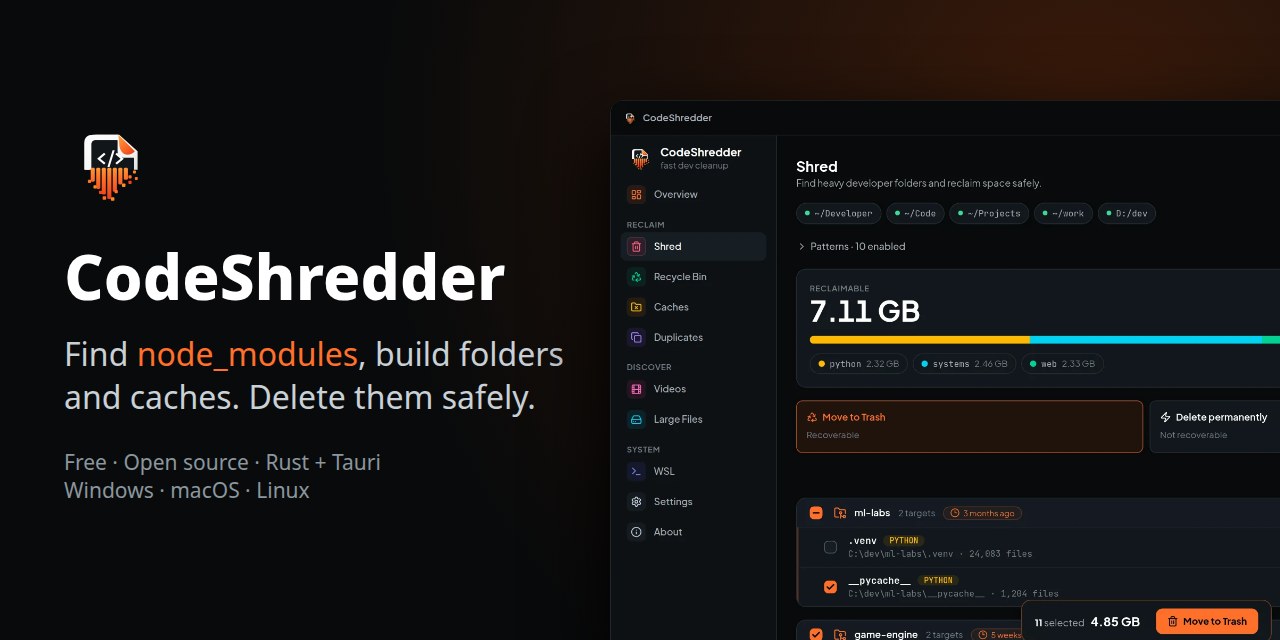 </>
CodeShredder
Find node_modules, build folders
and caches. Delete them safely.
Free · Open source · Rust + Tauri
Windows · macOS · Linux
CodeShredder
CodeShredder
fast dev cleanup
Overview
RECLAIM
Shred
Recycle Bin
Caches
Duplicates
DISCOVER
Videos
Large Files
SYSTEM
WSL
Settings
About
Shred
Find heavy developer folders and reclaim space safely.
~/Developer ~/Code ~/Projects ~/work D:/dev
Patterns · 10 enabled
RECLAIMABLE
7.11 GB
python 2.32 GB systems 2.46 GB web 2.33 GB
Move to Trash
Recoverable
Delete permanently
Not recoverable
ml-labs 2 targets 3 months ago
.venv PYTHON
C:\dev\ml-labs\.venv · 24,083 files
__pycache__ PYTHON
C:\dev\ml-labs\__pycache__ · 1,204 files
game-engine 2 targets 5 weeks
11 selected 4.85 GB Move to Trash